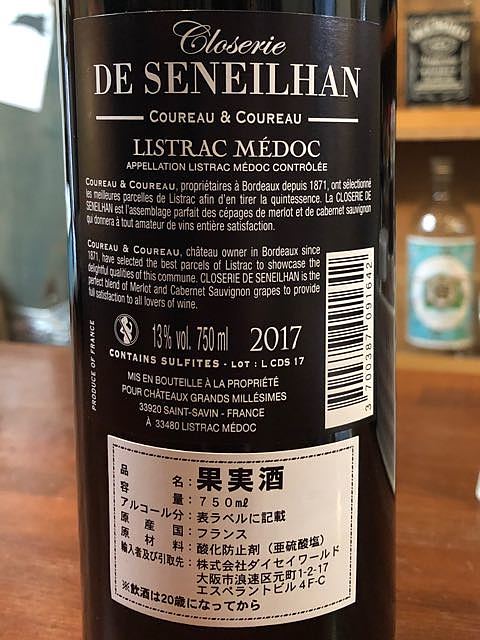 Closerie
DE SENEILHAN
COUREAU & COUREAU
LISTRAC MÉDOC
APPELLATION LISTRAC MÉDOC CONTRÔLÉE
COUREAU & COUREAU, propriétaires à Bordeaux depuis 1871, ont sélectionné
les meilleures parcelles de Listrac afin d'en tirer la quintessence. La CLOSERIE DE
SENEILHAN est l'assemblage parfait des cépages de merlot et de cabernet sauvignon
qui donnera à tout amateur de vins entière satisfaction.
COUREAU & COUREAU, château owner in Bordeaux since
1871, have selected the best parcels of Listrac to showcase the
delightful qualities of this commune. CLOSERIE DE SENEILHAN is the
perfect blend of Merlot and Cabernet Sauvignon grapes to provide
full satisfaction to all lovers of wine.
13% vol. 750 ml 2017
CONTAINS SULFITES - LOT : L CDS 17
PRODUCE OF FRANCE
MIS EN BOUTEILLE À LA PROPRIÉTÉ
POUR CHÂTEAUX GRANDS MILLÉSIMES
33920 SAINT-SAVIN - FRANCE
À 33480 LISTRAC MÉDOC
3 700387 091642
品名：果実酒
容量：750㎖
アルコール分：表ラベルに記載
原産国：フランス
原材料：酸化防止剤（亜硫酸塩）
輸入者及び引取先：株式会社ダイセイワールド
大阪市浪速区元町1-2-17
エスペラントビル4F-C
※飲酒は20歳になってから